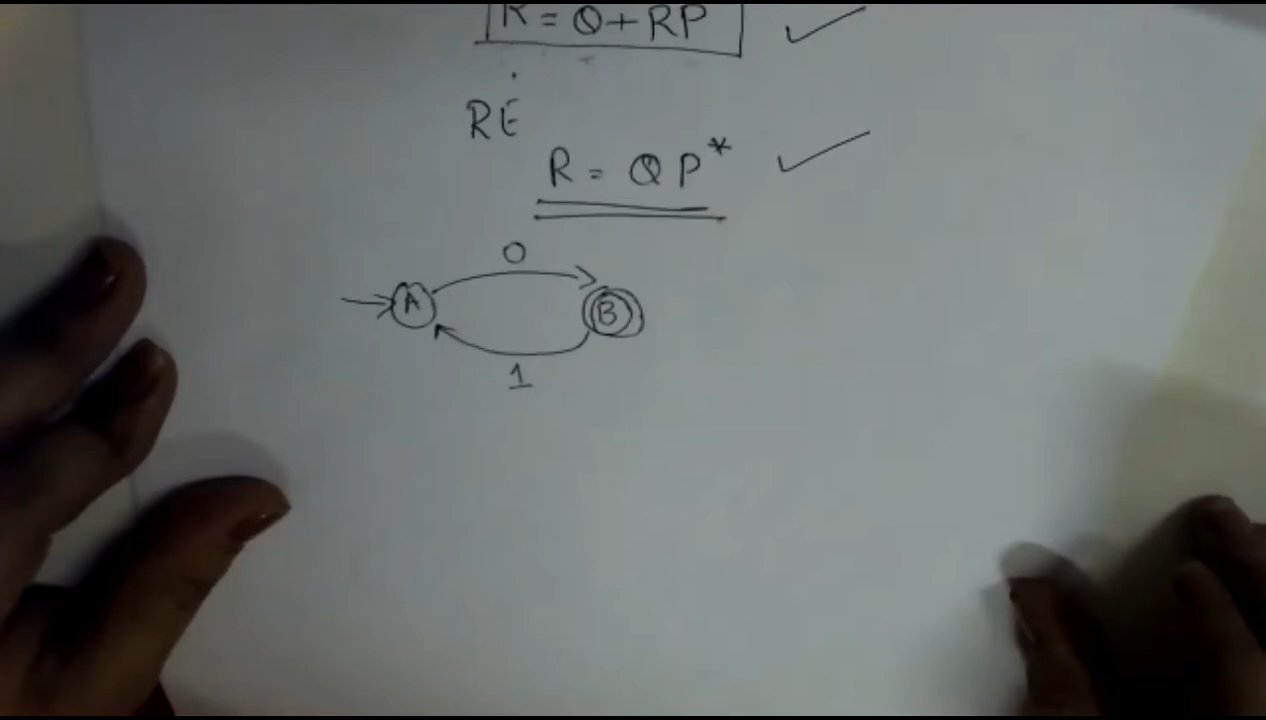 R = Q+RP
RE
R = QP*
0
A
B
1